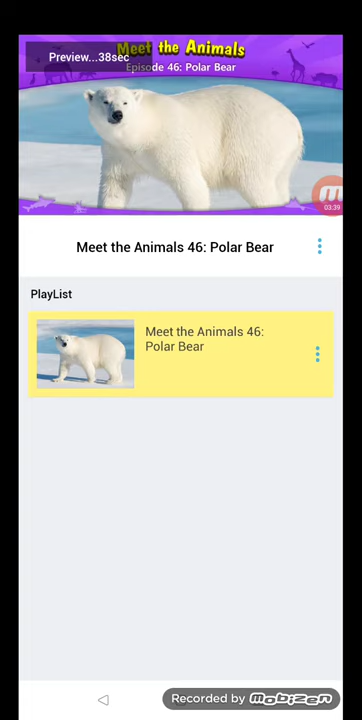 Meet the Animals
Preview...38sec
Episode 46: Polar Bear
03:39
Meet the Animals 46: Polar Bear
PlayList
Meet the Animals 46:
Polar Bear
Recorded by mobizen